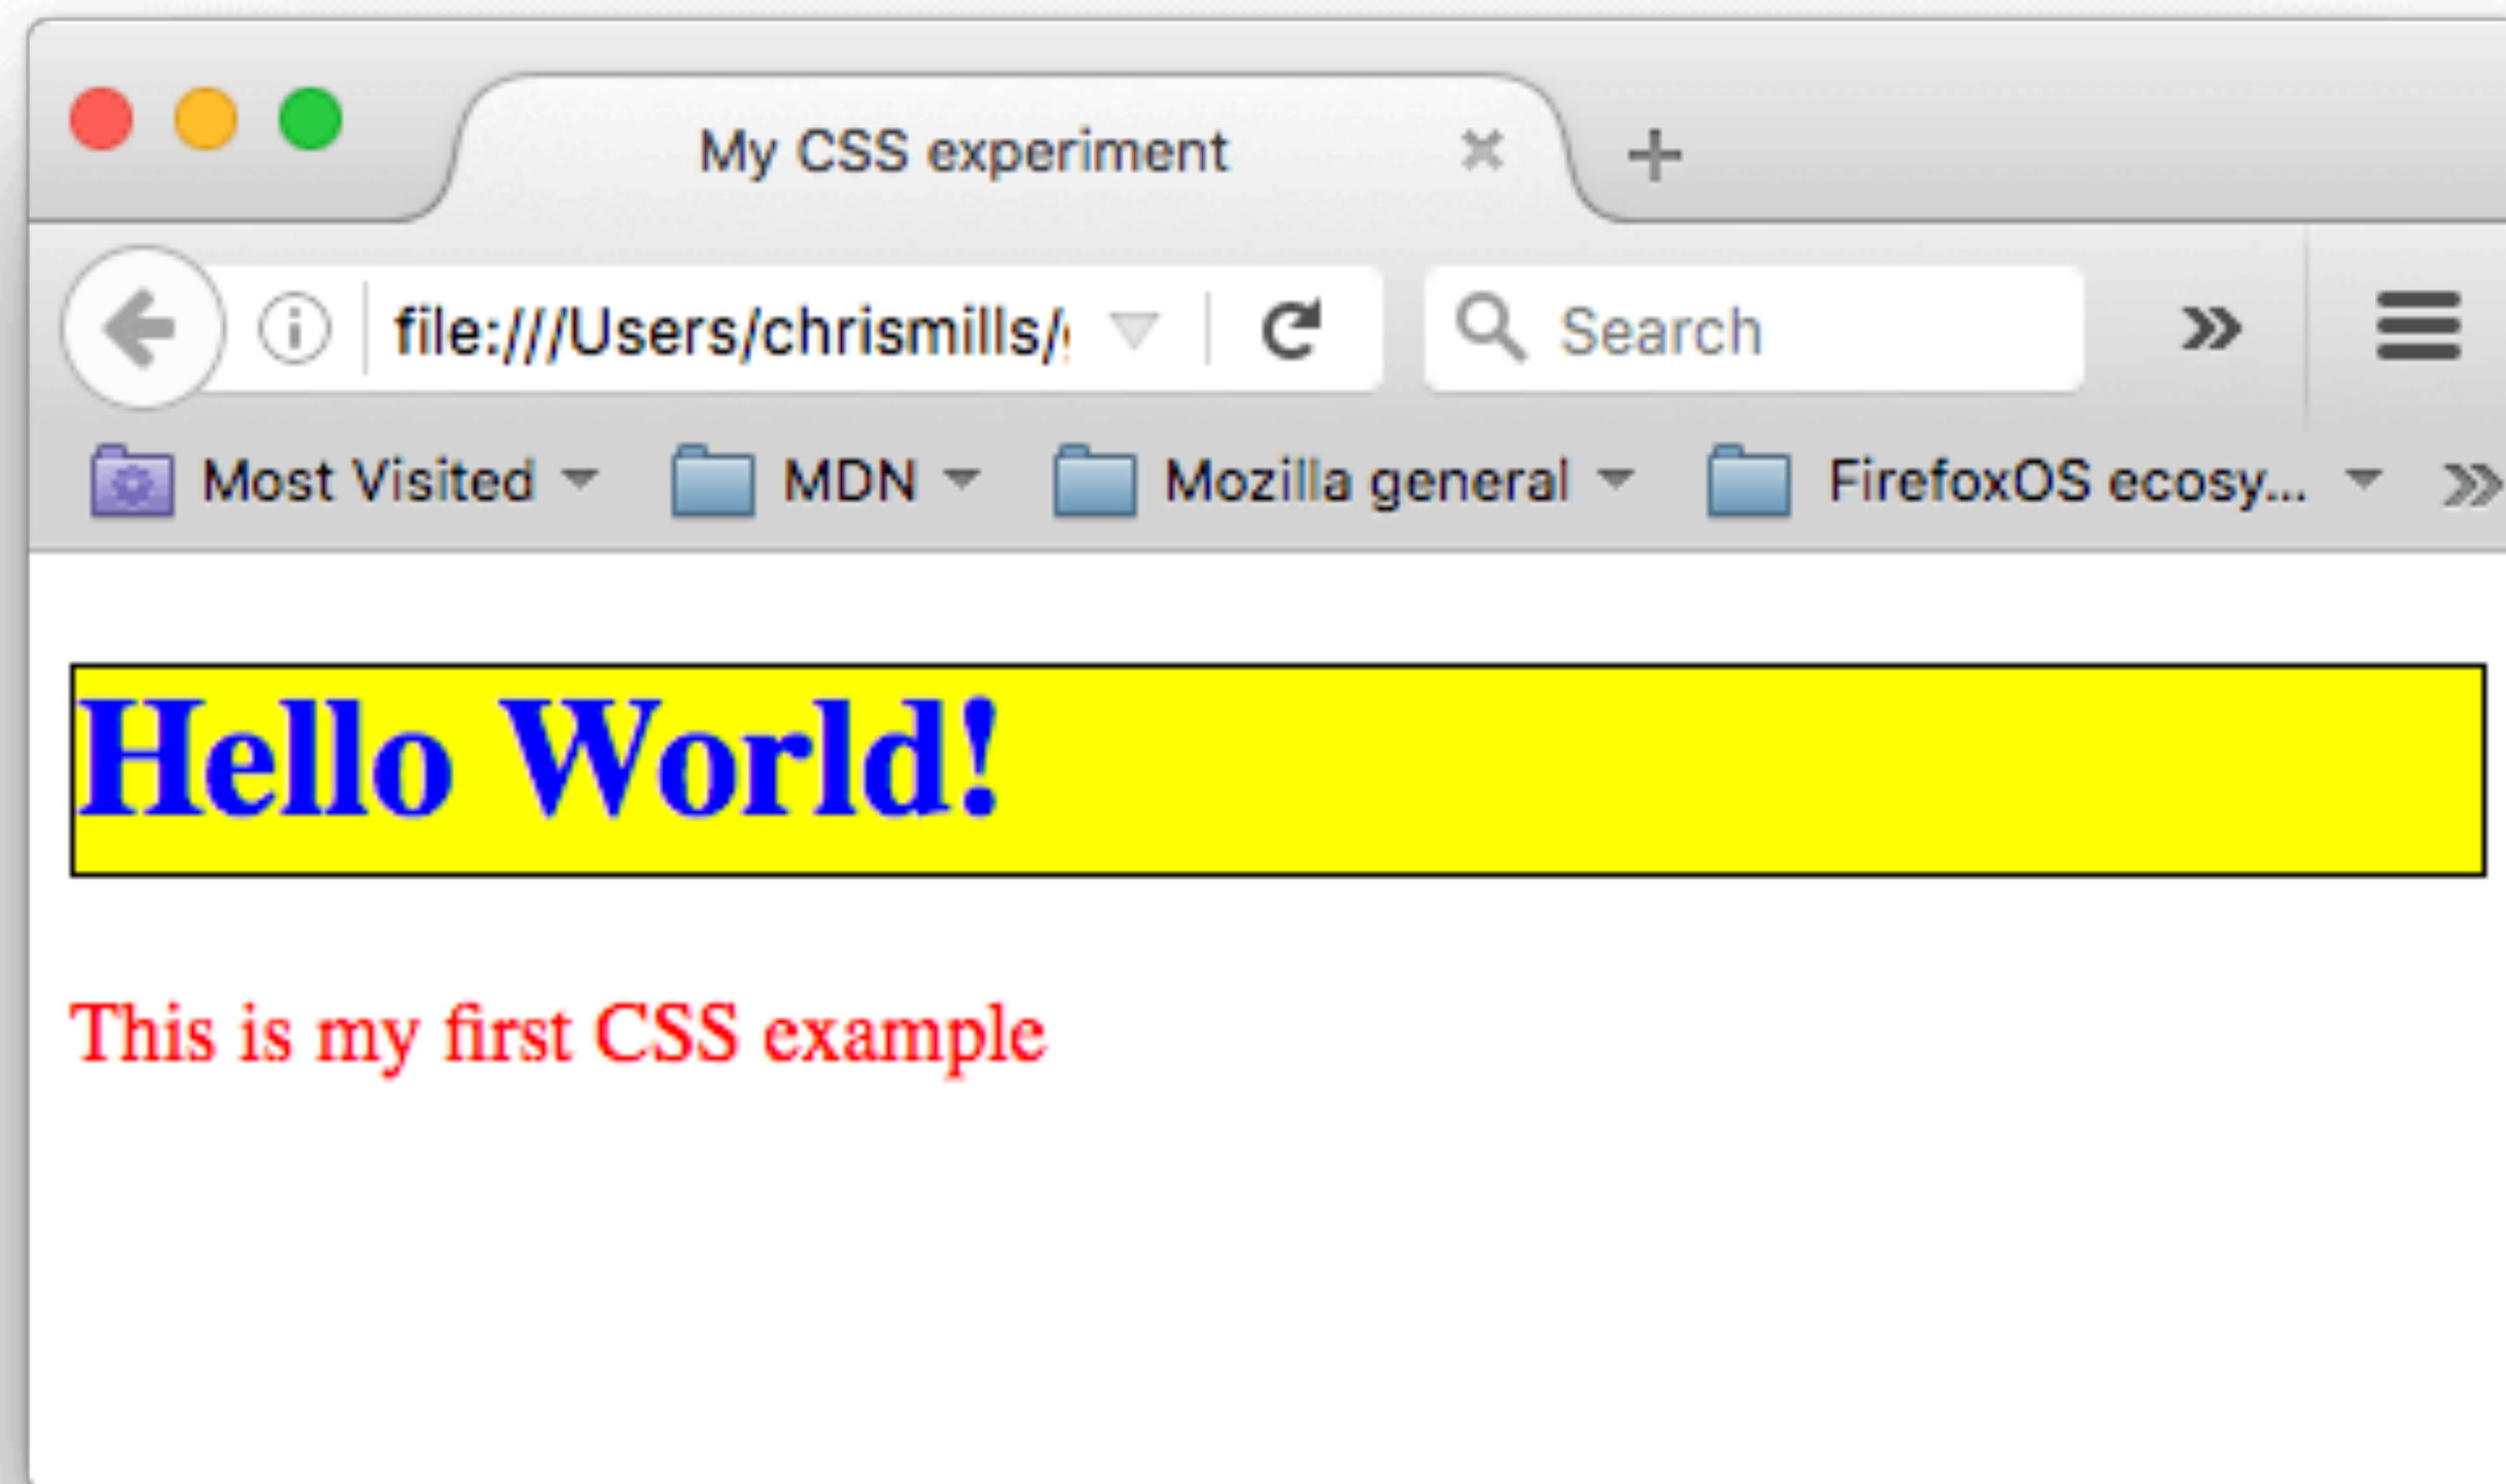 My CSS experiment
file:///Users/chrismills/ Search
Most Visited MDN Mozilla general FirefoxOS ecosy...
Hello World!
This is my first CSS example